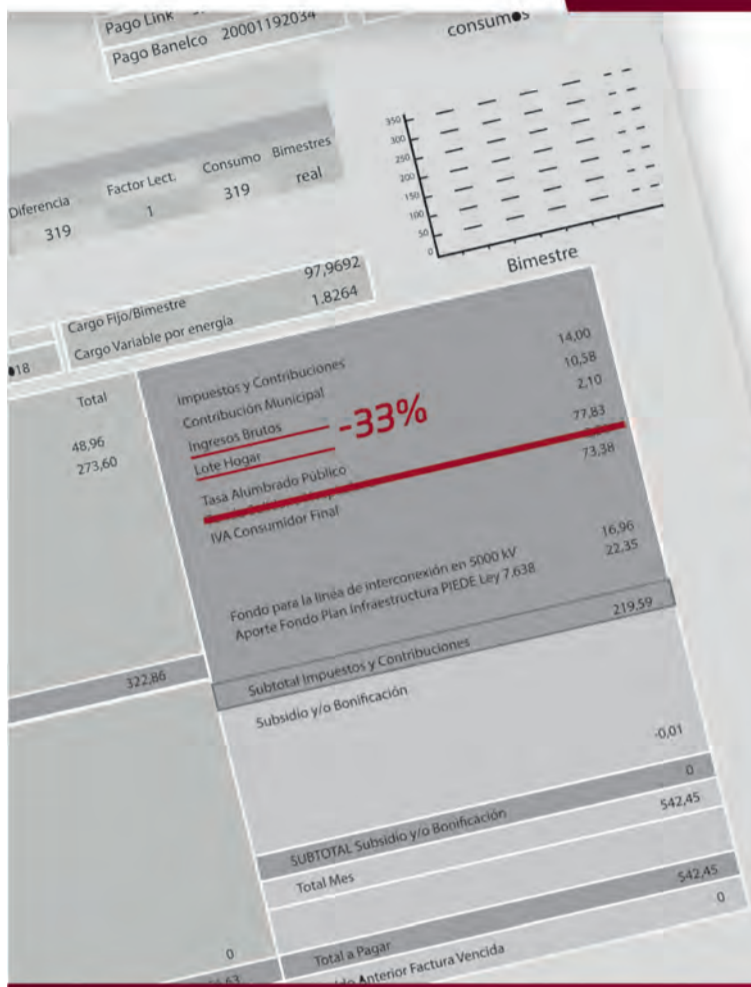 Pago Link
Pago Banelco 20001192034
consumos
Diferencia Factor Lect. Consumo Bimestres
319 1 319 real
350
300
250
200
150
100
50
0
Bimestre
Cargo Fijo/Bimestre 97,9692
Cargo Variable por energía 1.8264
18
Total
48,96
273,60
322,86
Impuestos y Contribuciones
Contribución Municipal 14,00
Ingresos Brutos 10,58
Lote Hogar 2,10
-33%
Tasa Alumbrado Público 77,83
IVA Consumidor Final 73,38
Fondo para la linea de interconexión en 5000 kV 16,96
Aporte Fondo Plan Infraestructura PIEDE Ley 7.638 22,35
Subtotal Impuestos y Contribuciones 219,59
Subsidio y/o Bonificación
-0,01
SUBTOTAL Subsidio y/o Bonificación 0
Total Mes 542,45
Total a Pagar 542,45
0
Anterior Factura Vencida 0